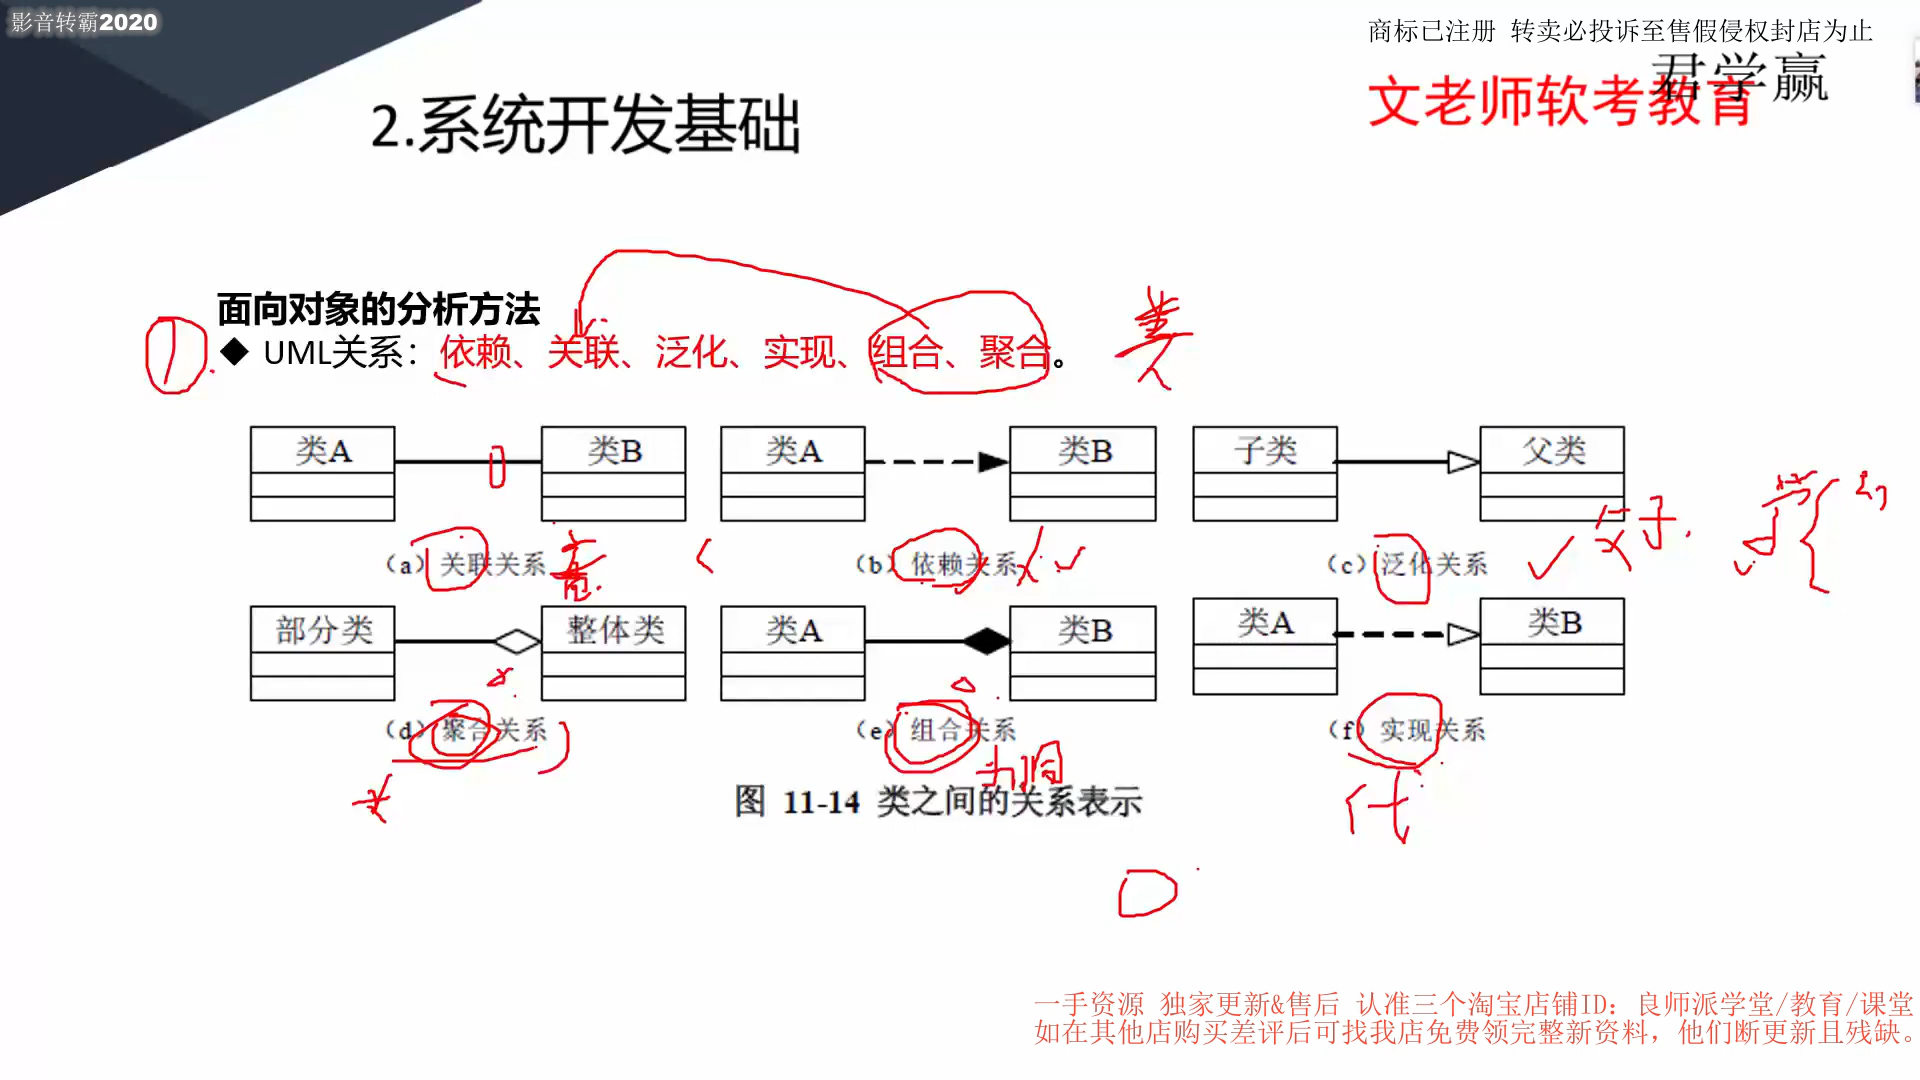 影音转霸2020
商标已注册 转卖必投诉至售假侵权封店为止
君学赢
文老师软考教育
2.系统开发基础
面向对象的分析方法
◆ UML关系：依赖、关联、泛化、实现、组合、聚合。
类A 类B 类A 类B 子类 父类
（a）关联关系 （b）依赖关系 （c）泛化关系
父子
部分类 整体类 类A 类B 类A 类B
（d）聚合关系 （e）组合关系 （f）实现关系
图 11-14 类之间的关系表示
一手资源 独家更新&售后 认准三个淘宝店铺ID：良师派学堂/教育/课堂
如在其他店购买差评后可找我店免费领完整新资料，他们断更新且残缺。